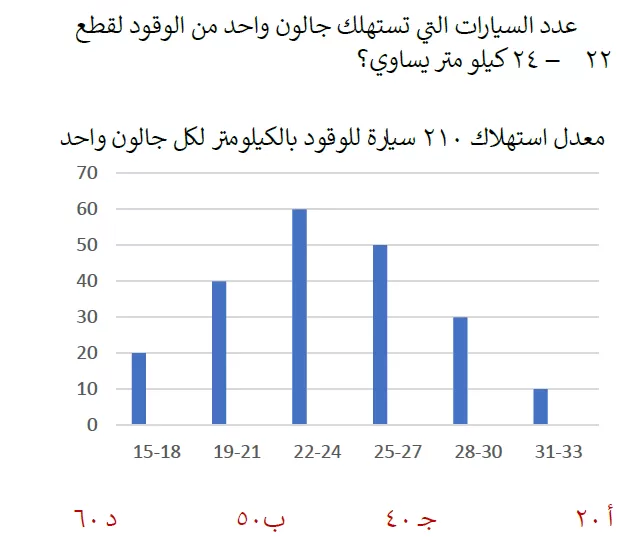 عدد السيارات التي تستهلك جالون واحد من الوقود لقطع
٢٢ – ٢٤ كيلو متر يساوي؟
معدل استهلاك ٢١٠ سيارة للوقود بالكيلومتر لكل جالون واحد
70
60
50
40
30
20
10
0
15-18 19-21 22-24 25-27 28-30 31-33
أ ٢٠ جـ ٤٠ ب ٥٠ د ٦٠